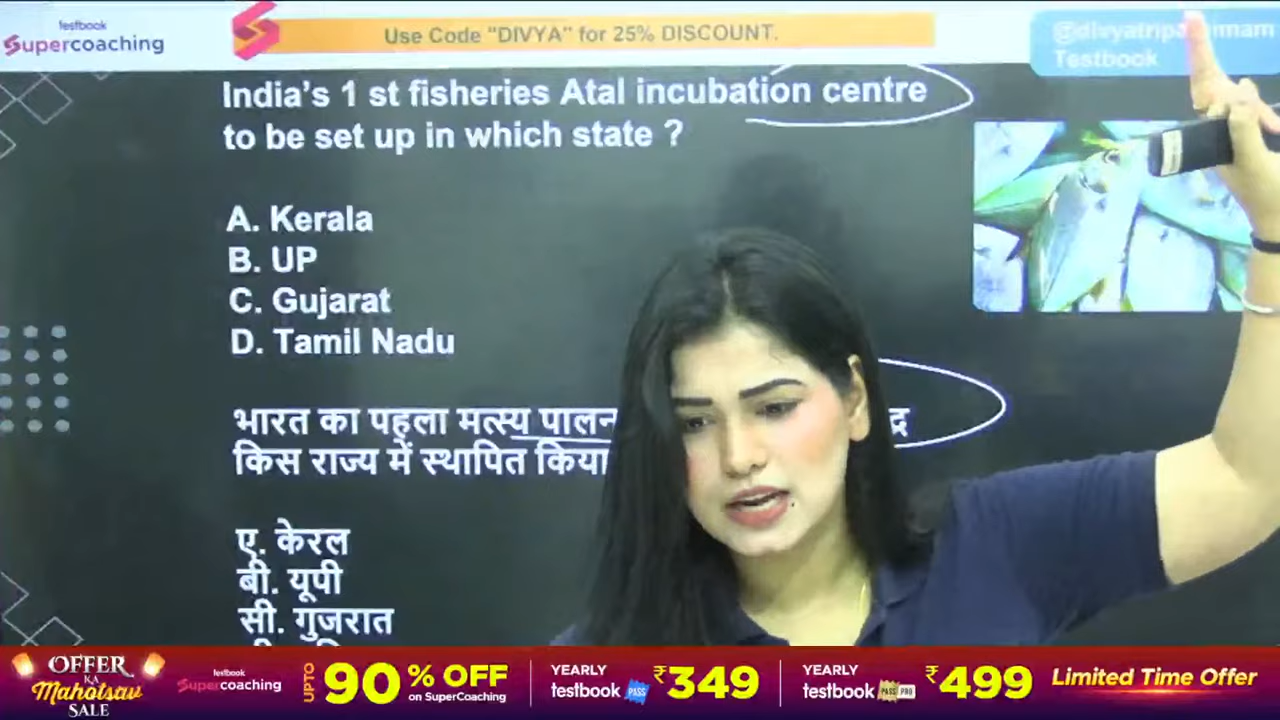 testbook
Supercoaching
Use Code "DIVYA" for 25% DISCOUNT.
Testbook
India's 1 st fisheries Atal incubation centre
to be set up in which state ?
A. Kerala
B. UP
C. Gujarat
D. Tamil Nadu
भारत का पहला मत्स्य पालन
किस राज्य में स्थापित किया
ए. केरल
बी. यूपी
सी. गुजरात
OFFER
KA
Mahotsav
SALE
testbook
Supercoaching
UPTO
90% OFF
on SuperCoaching
YEARLY
testbook PASS
₹349
YEARLY
testbook PASS PRO
₹499
Limited Time Offer